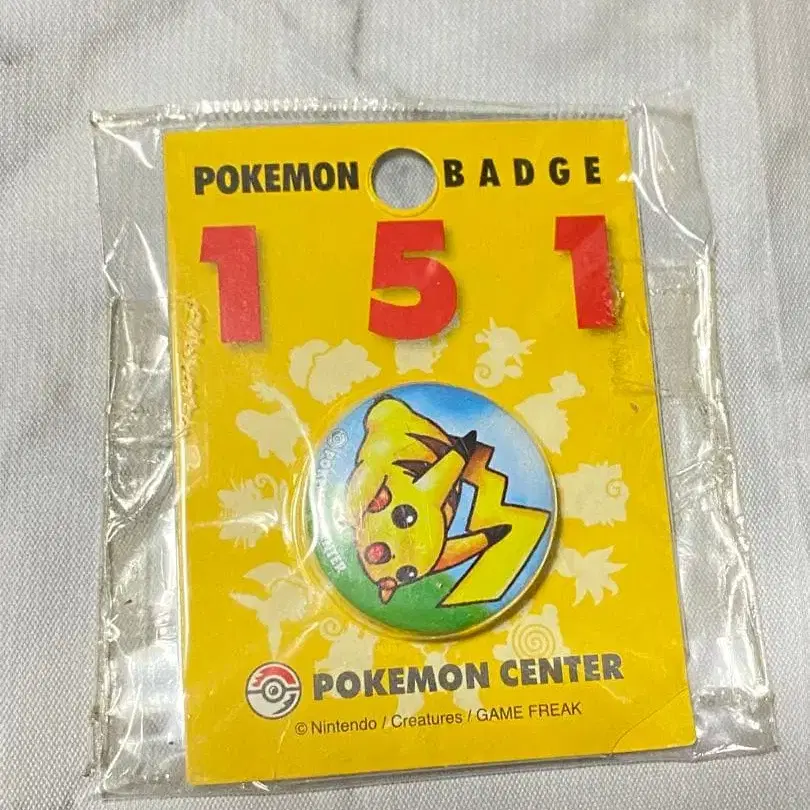 POKEMON BADGE
151
POKEMON CENTER
©Nintendo / Creatures / GAME FREAK